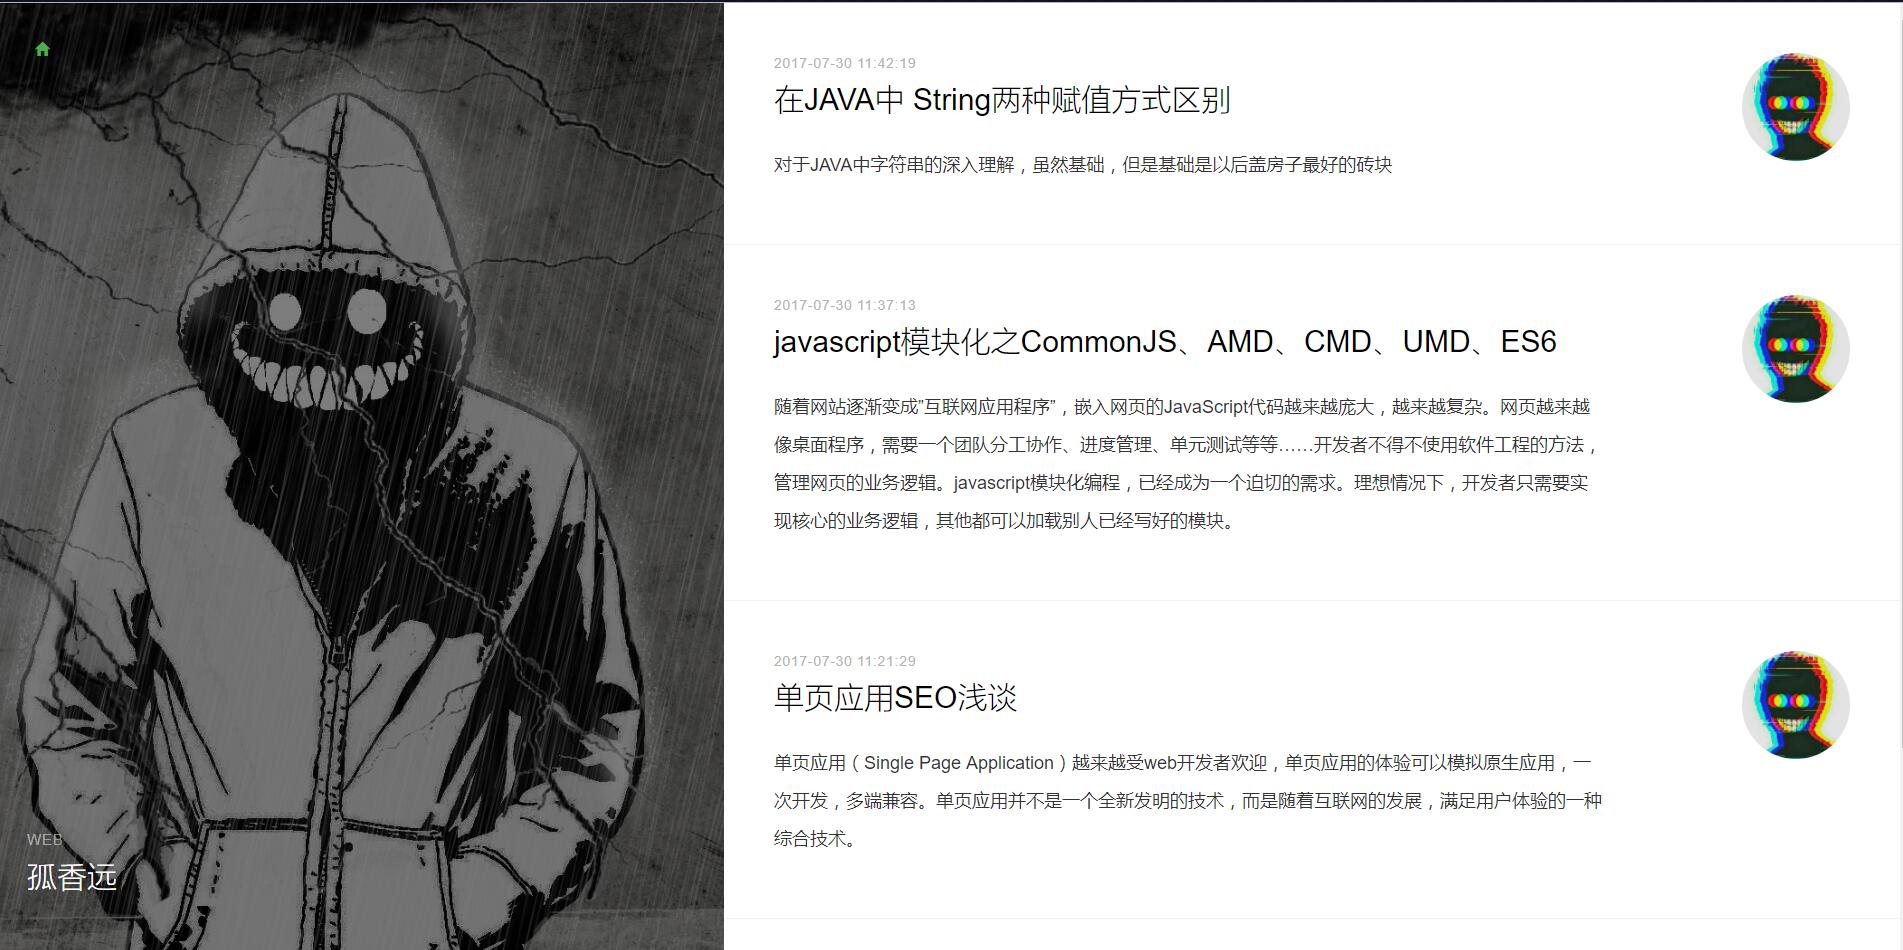 WEB
孤香远
2017-07-30 11:42:19
在JAVA中 String两种赋值方式区别
对于JAVA中字符串的深入理解，虽然基础，但是基础是以后盖房子最好的砖块
2017-07-30 11:37:13
javascript模块化之CommonJS、AMD、CMD、UMD、ES6
随着网站逐渐变成"互联网应用程序"，嵌入网页的JavaScript代码越来越庞大，越来越复杂。网页越来越
像桌面程序，需要一个团队分工协作、进度管理、单元测试等等……开发者不得不使用软件工程的方法，
管理网页的业务逻辑。javascript模块化编程，已经成为一个迫切的需求。理想情况下，开发者只需要实
现核心的业务逻辑，其他都可以加载别人已经写好的模块。
2017-07-30 11:21:29
单页应用SEO浅谈
单页应用（Single Page Application）越来越受web开发者欢迎，单页应用的体验可以模拟原生应用，一
次开发，多端兼容。单页应用并不是一个全新发明的技术，而是随着互联网的发展，满足用户体验的一种
综合技术。